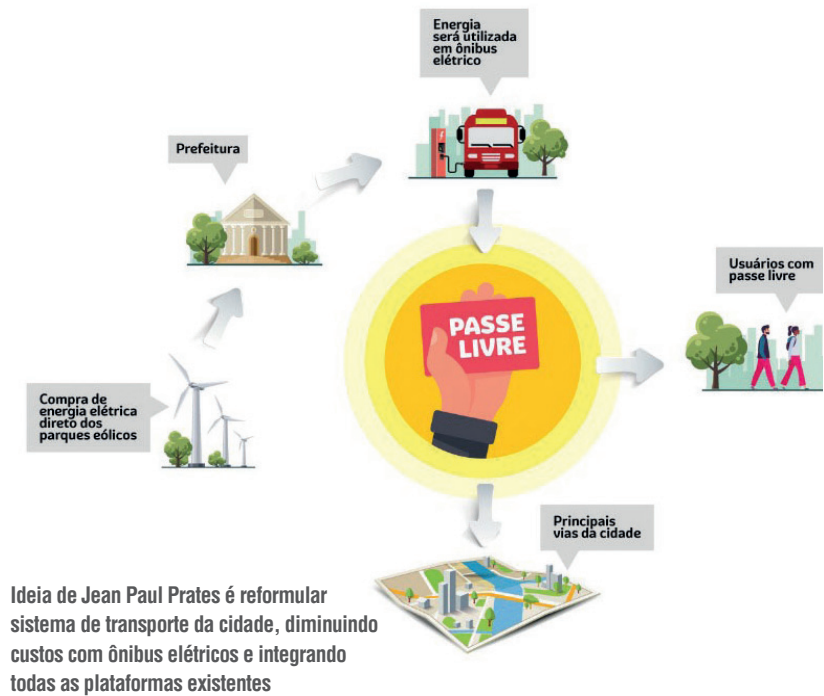 Energia
será utilizada
em ônibus
elétrico
Prefeitura
Usuários com
passe livre
PASSE
LIVRE
Compra de
energia elétrica
direto dos
parques eólicos
Principais
vias da cidade
Ideia de Jean Paul Prates é reformular
sistema de transporte da cidade, diminuindo
custos com ônibus elétricos e integrando
todas as plataformas existentes